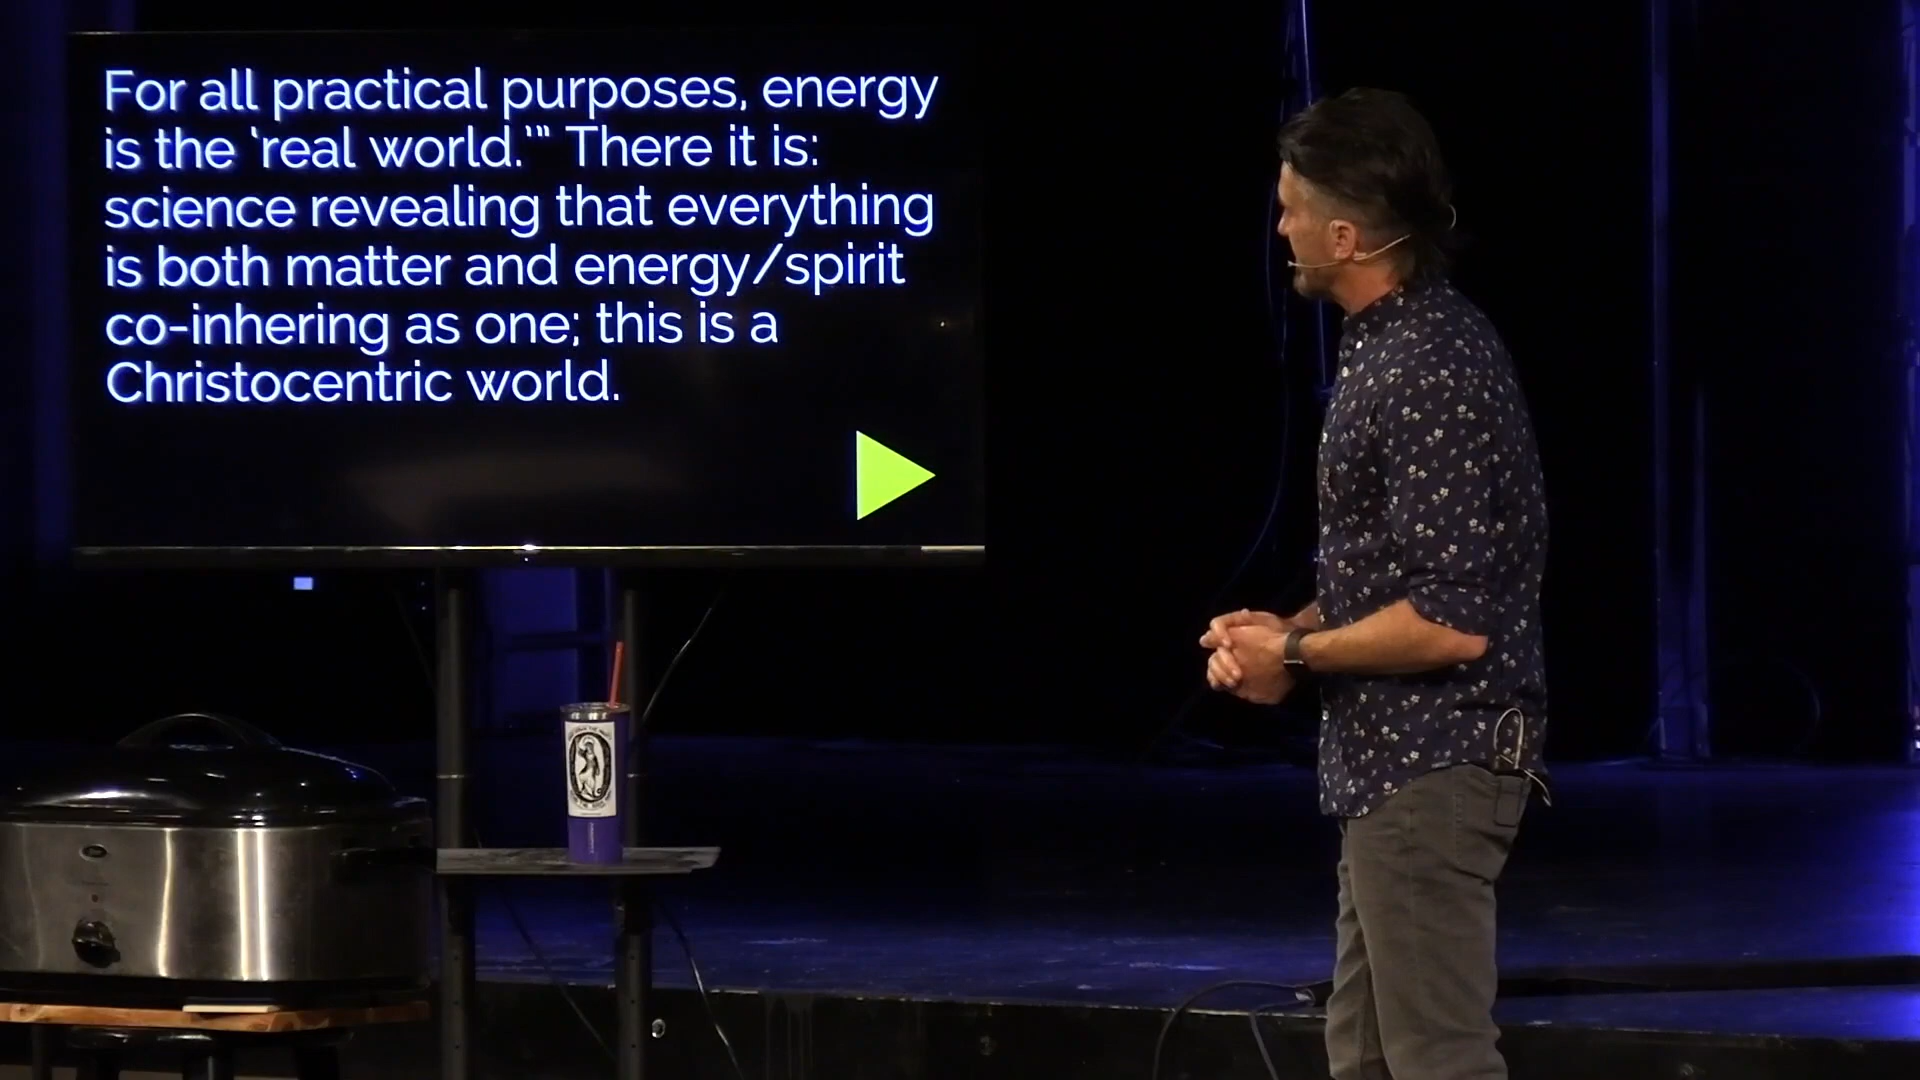 For all practical purposes, energy
is the ‘real world.’” There it is:
science revealing that everything
is both matter and energy/spirit
co-inhering as one; this is a
Christocentric world.